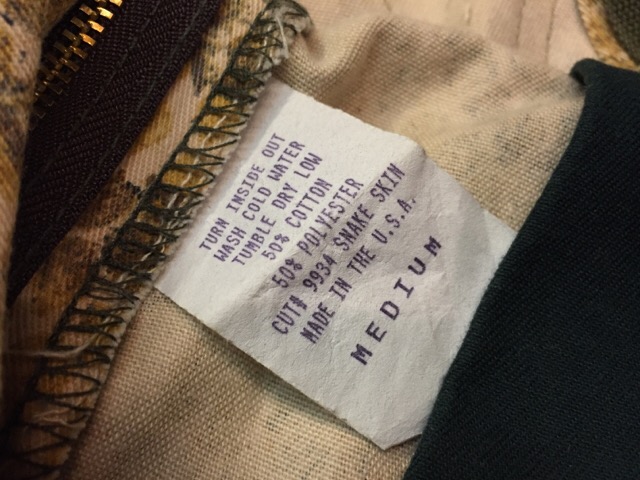 TURN INSIDE OUT
WASH COLD WATER
TUMBLE DRY LOW
50% COTTON
50% POLYESTER
CUT# 9934 SNAKE SKIN
MADE IN THE U.S.A.
MEDIUM